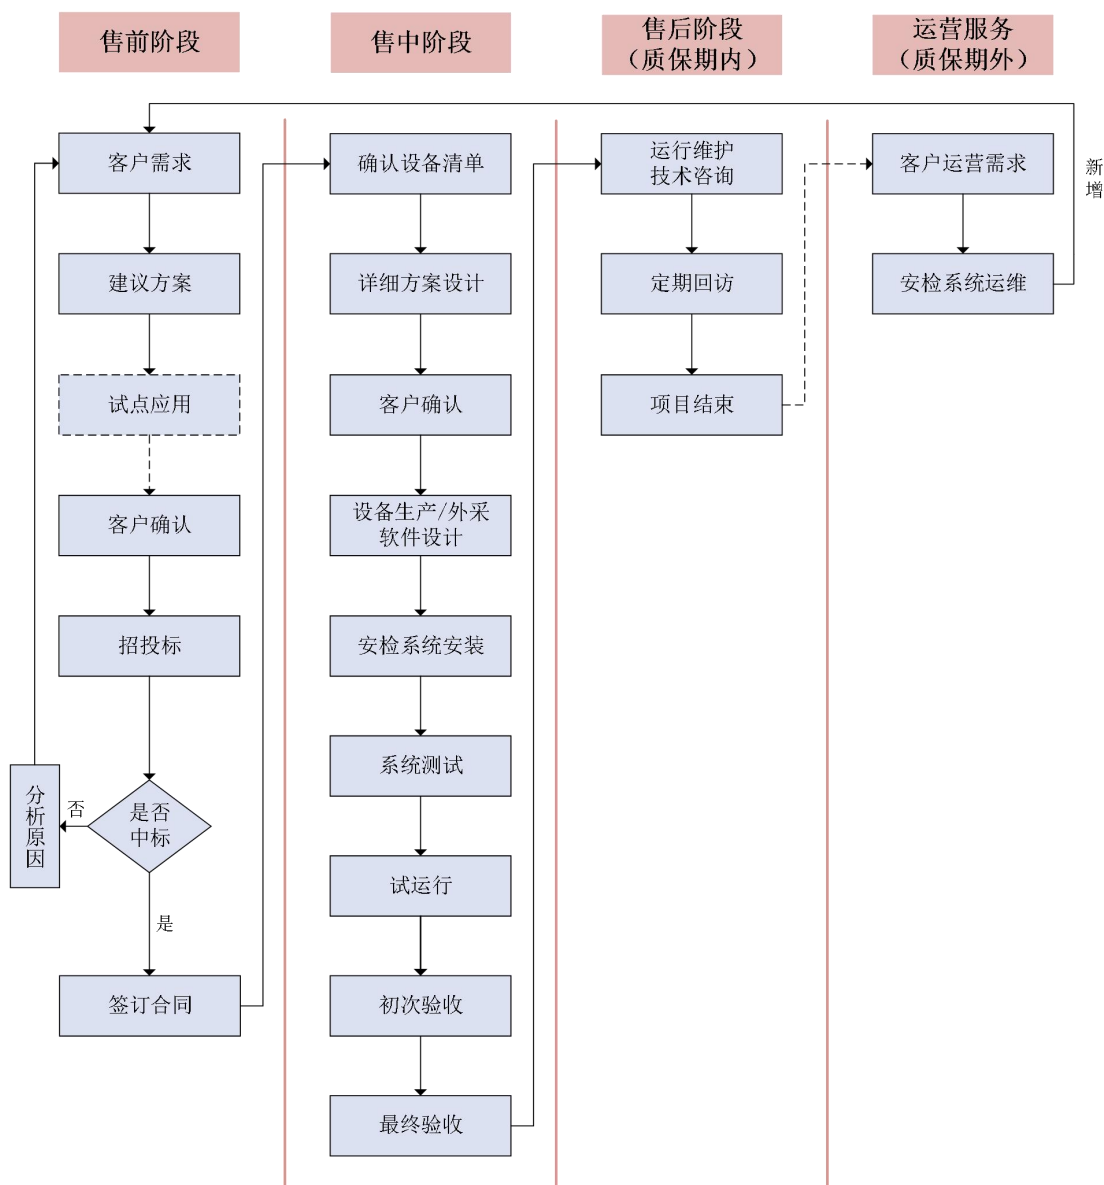 售前阶段
售中阶段
售后阶段
（质保期内）
运营服务
（质保期外）
客户需求
建议方案
试点应用
客户确认
招投标
是否
中标
否
分析原因
是
签订合同
确认设备清单
详细方案设计
客户确认
设备生产/外采
软件设计
安检系统安装
系统测试
试运行
初次验收
最终验收
运行维护
技术咨询
定期回访
项目结束
客户运营需求
安检系统运维
新增